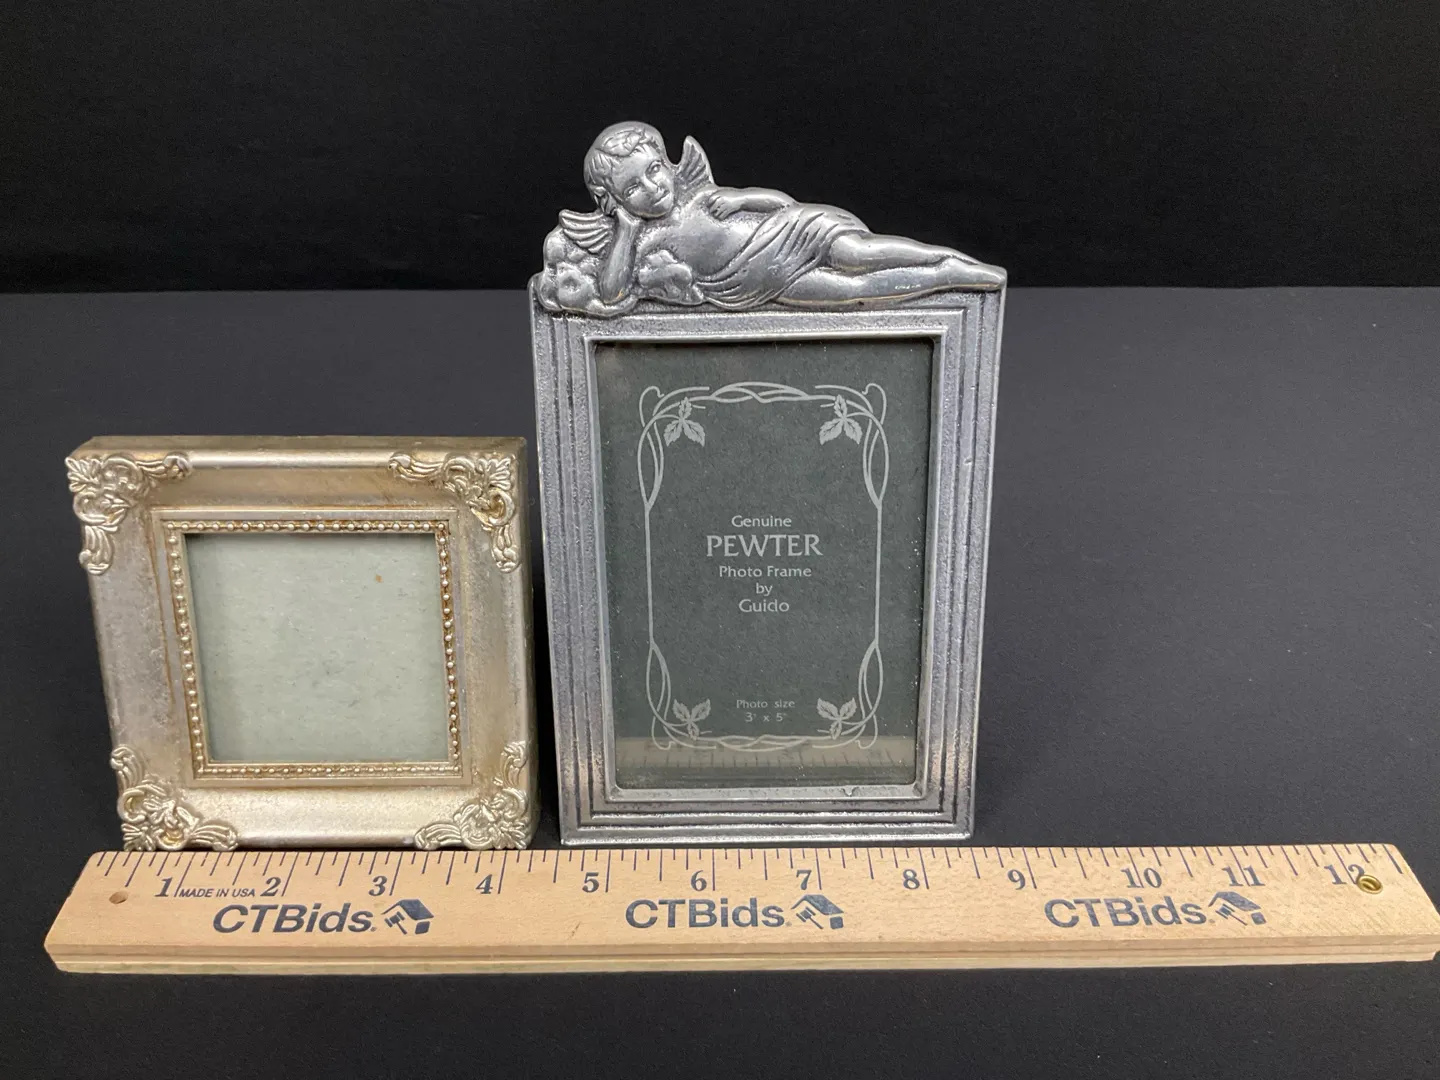 Genuine
PEWTER
Photo Frame
by
Guido
Photo size
3" x 5"
1 2 3 4 5 6 7 8 9 10 11 12
MADE IN USA
CTBids. CTBids. CTBids.